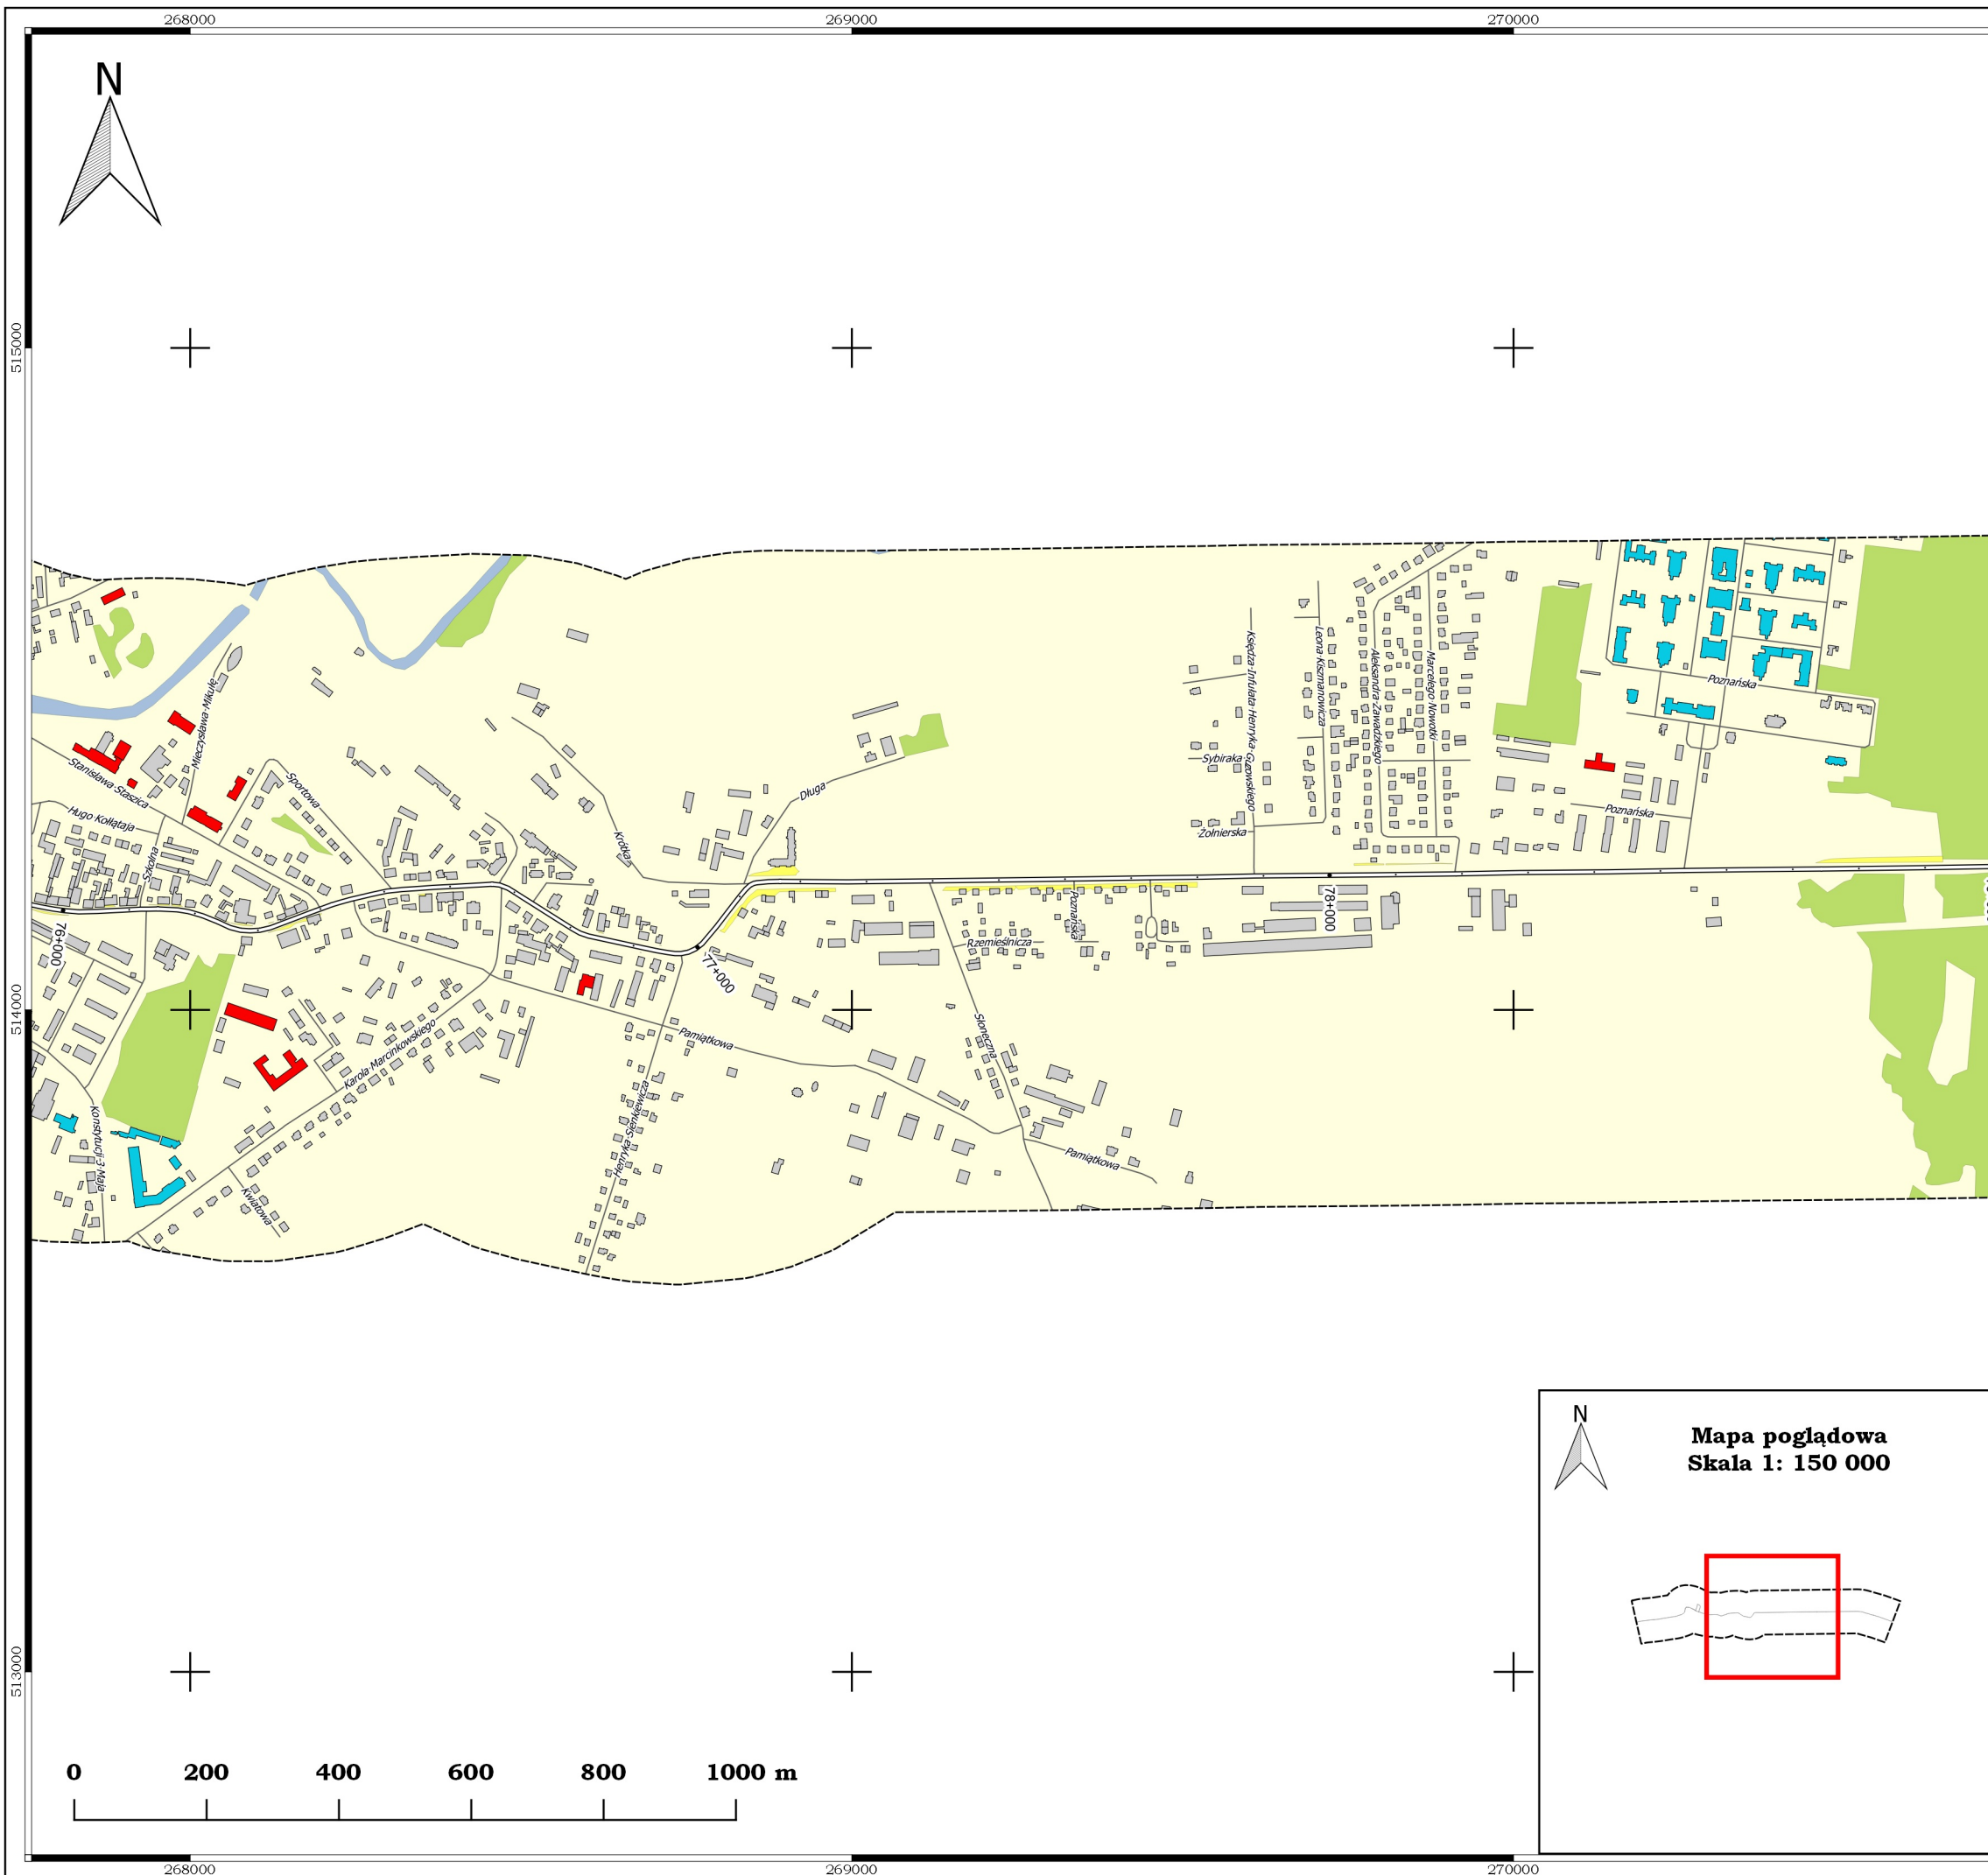 268000
269000
270000
N
515000
Mieczysława Mikułę
Stanisława Staszica
Sportowa
Hugo Kołłątaja
Szkolna
Krótka
Długa
Księdza Infułata Henryka Guzowskiego
Leona Kiszmanowicza
Aleksandra Zawadzkiego
Marcelego Nowotki
Sybiraka
Żołnierska
Poznańska
Poznańska
76+000
77+000
78+000
Poznańska
Rzemieślnicza
514000
Słoneczna
Pamiątkowa
Karola Marcinkowskiego
Henryka Sienkiewicza
Konstytucji 3 Maja
Kwiatowa
Pamiątkowa
N
Mapa poglądowa
Skala 1: 150 000
513000
0 200 400 600 800 1000 m
268000
269000
270000